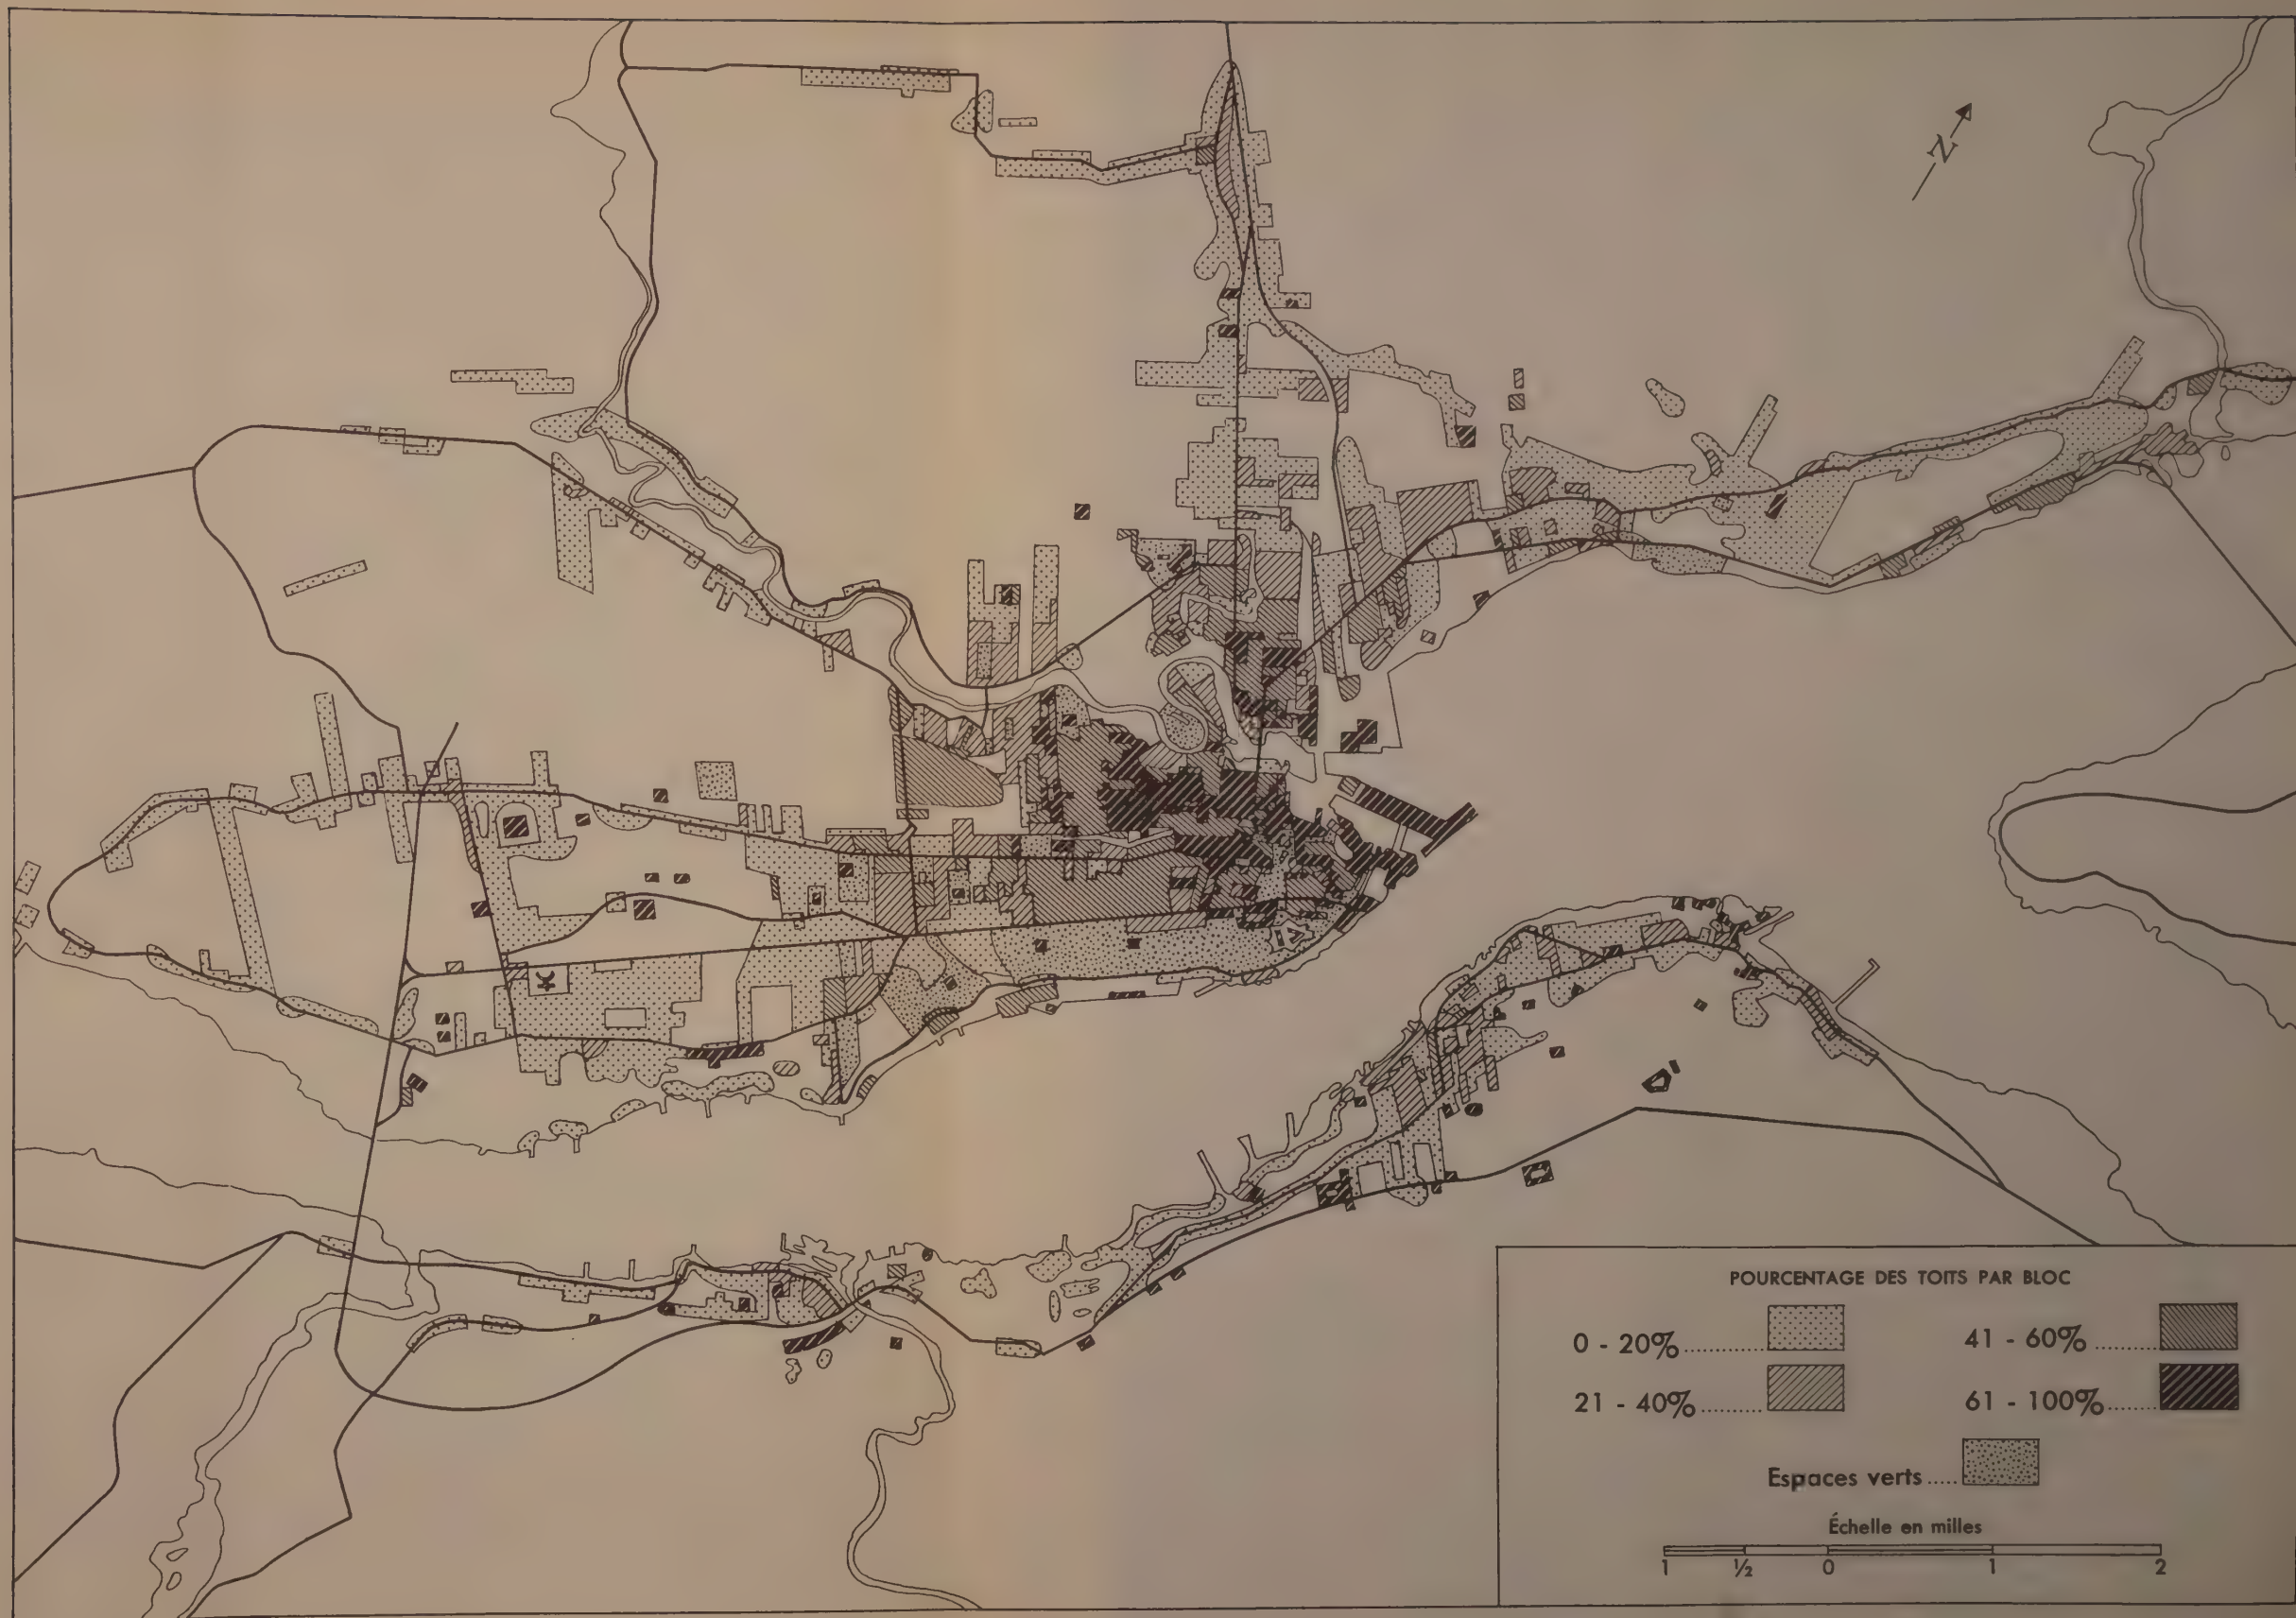 N
POURCENTAGE DES TOITS PAR BLOC
0 - 20%..............
41 - 60%...........
21 - 40%...........
61 - 100%..........
Espaces verts.....
Échelle en milles
1 ½ 0 1 2